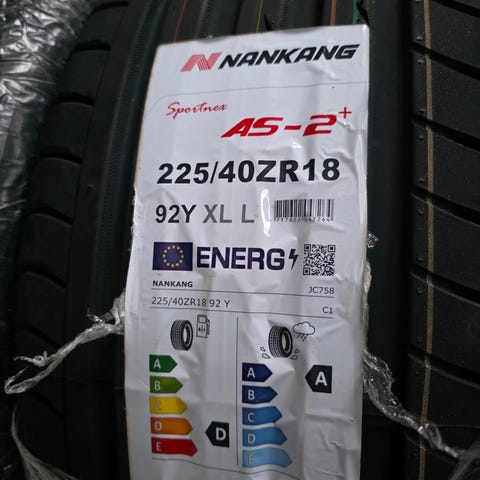 NANKANG
Sportnex
AS-2+
225/40ZR18
92Y XL L
ENERG
NANKANG
JC758
225/40ZR18 92 Y
C1
A
B
C
D
E
D
A
B
C
D
E
A